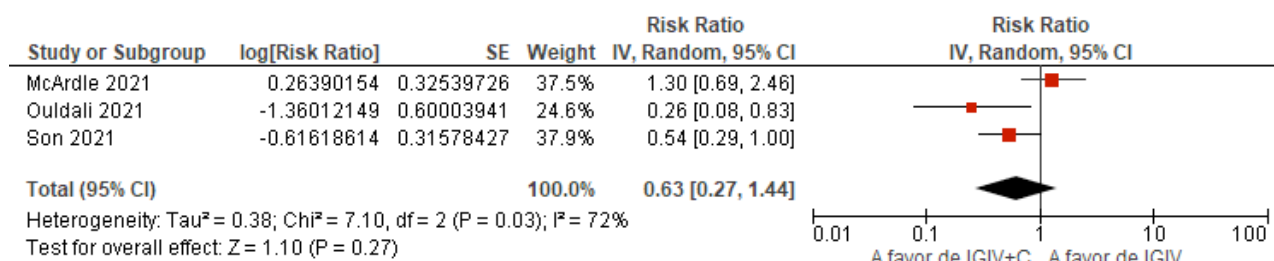 Risk Ratio Risk Ratio
Study or Subgroup log[Risk Ratio] SE Weight IV, Random, 95% CI IV, Random, 95% CI
McArdle 2021 0.26390154 0.32539726 37.5% 1.30 [0.69, 2.46]
Ouldali 2021 -1.36012149 0.60003941 24.6% 0.26 [0.08, 0.83]
Son 2021 -0.61618614 0.31578427 37.9% 0.54 [0.29, 1.00]
Total (95% CI) 100.0% 0.63 [0.27, 1.44]
Heterogeneity: Tau² = 0.38; Chi² = 7.10, df = 2 (P = 0.03); I² = 72%
Test for overall effect: Z = 1.10 (P = 0.27)
0.01 0.1 1 10 100
A favor de IGIV+C A favor de IGIV